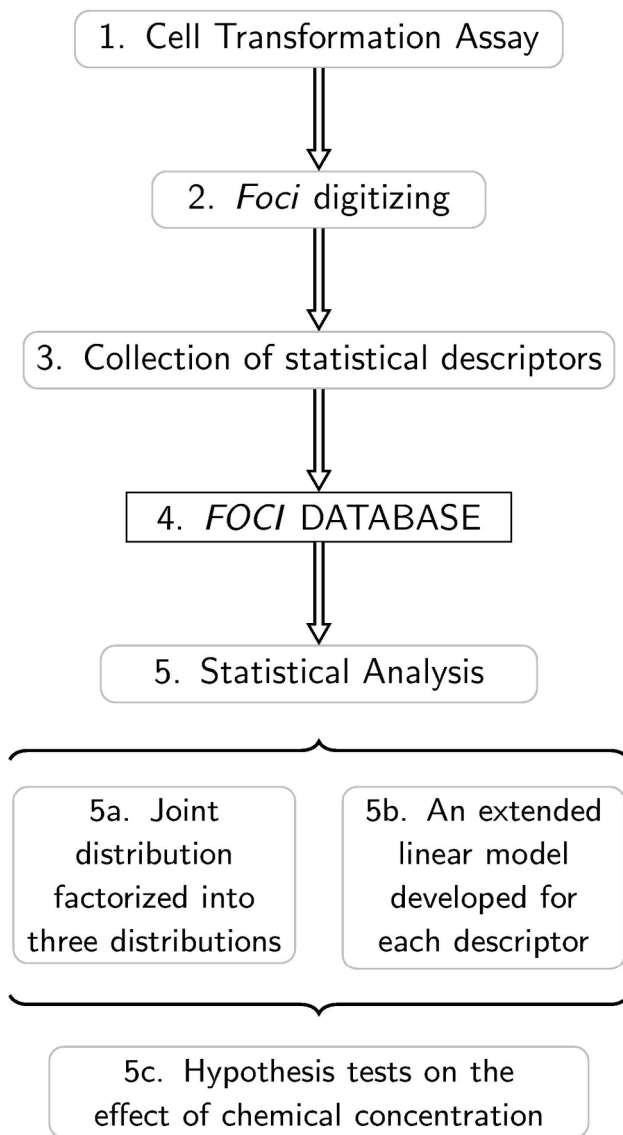 1. Cell Transformation Assay
2. Foci digitizing
3. Collection of statistical descriptors
4. FOCI DATABASE
5. Statistical Analysis
5a. Joint
distribution
factorized into
three distributions
5b. An extended
linear model
developed for
each descriptor
5c. Hypothesis tests on the
effect of chemical concentration